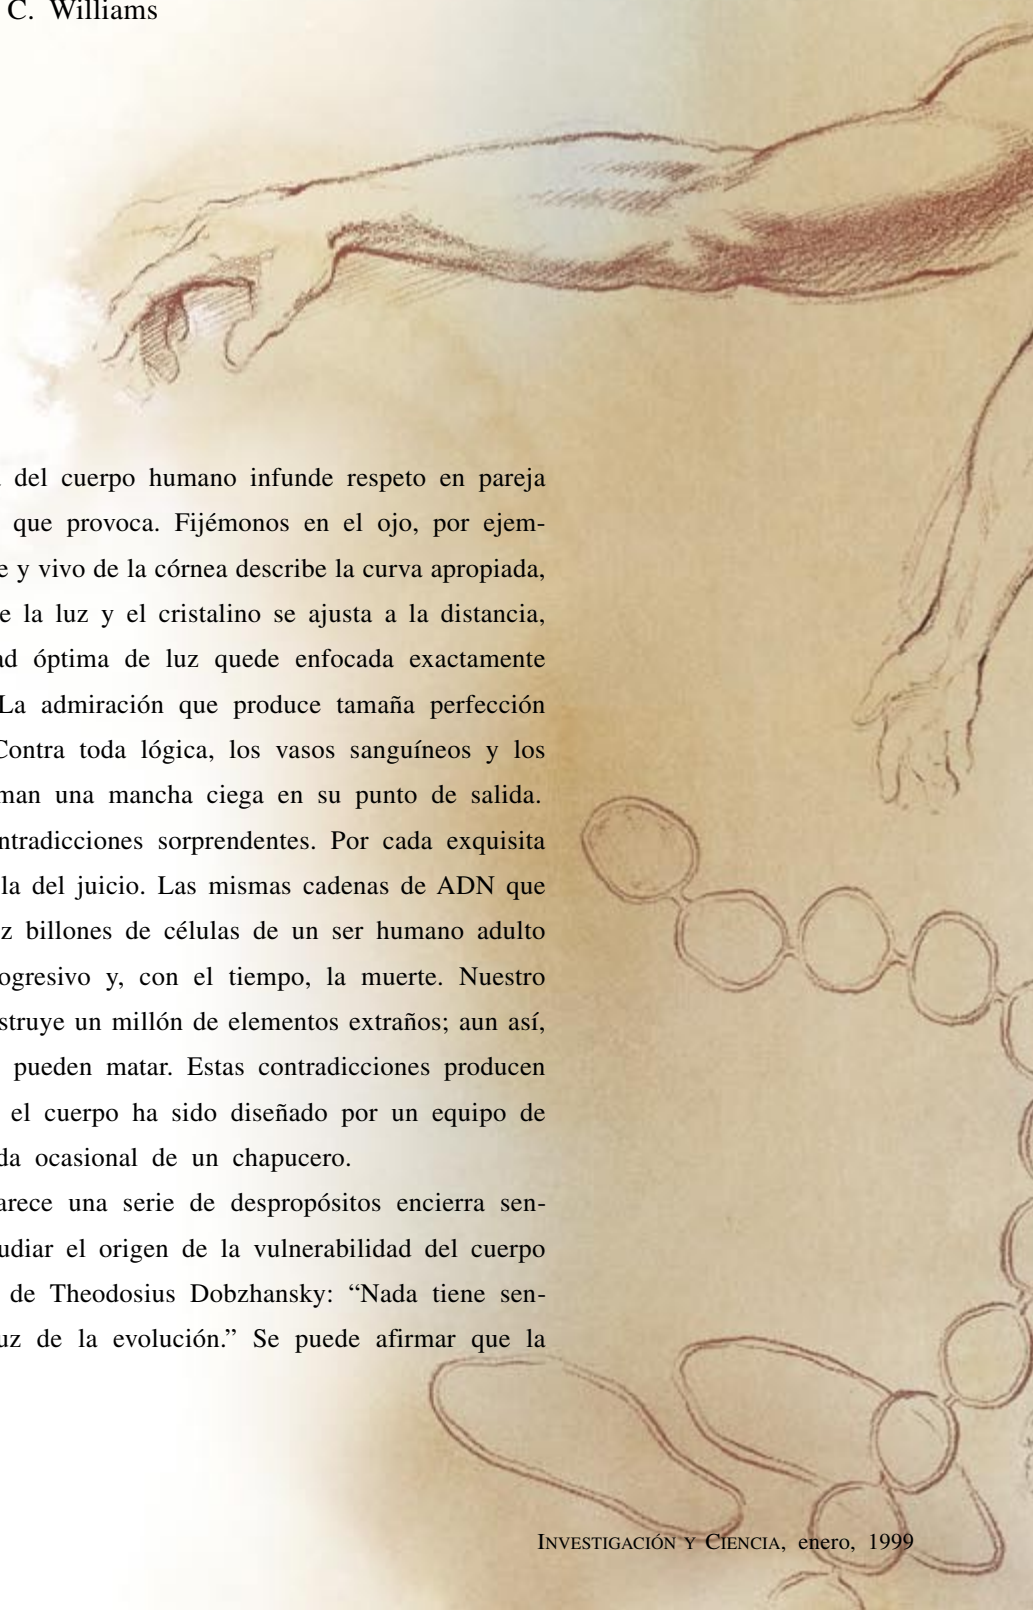 C. Williams
del cuerpo humano infunde respeto en pareja
que provoca. Fijémonos en el ojo, por ejem-
e y vivo de la córnea describe la curva apropiada,
e la luz y el cristalino se ajusta a la distancia,
ad óptima de luz quede enfocada exactamente
La admiración que produce tamaña perfección
Contra toda lógica, los vasos sanguíneos y los
man una mancha ciega en su punto de salida.
ntradicciones sorprendentes. Por cada exquisita
la del juicio. Las mismas cadenas de ADN que
z billones de células de un ser humano adulto
ogresivo y, con el tiempo, la muerte. Nuestro
struye un millón de elementos extraños; aun así,
pueden matar. Estas contradicciones producen
el cuerpo ha sido diseñado por un equipo de
da ocasional de un chapucero.
arece una serie de despropósitos encierra sen-
udiar el origen de la vulnerabilidad del cuerpo
de Theodosius Dobzhansky: “Nada tiene sen-
uz de la evolución.” Se puede afirmar que la
INVESTIGACIÓN Y CIENCIA, enero, 1999